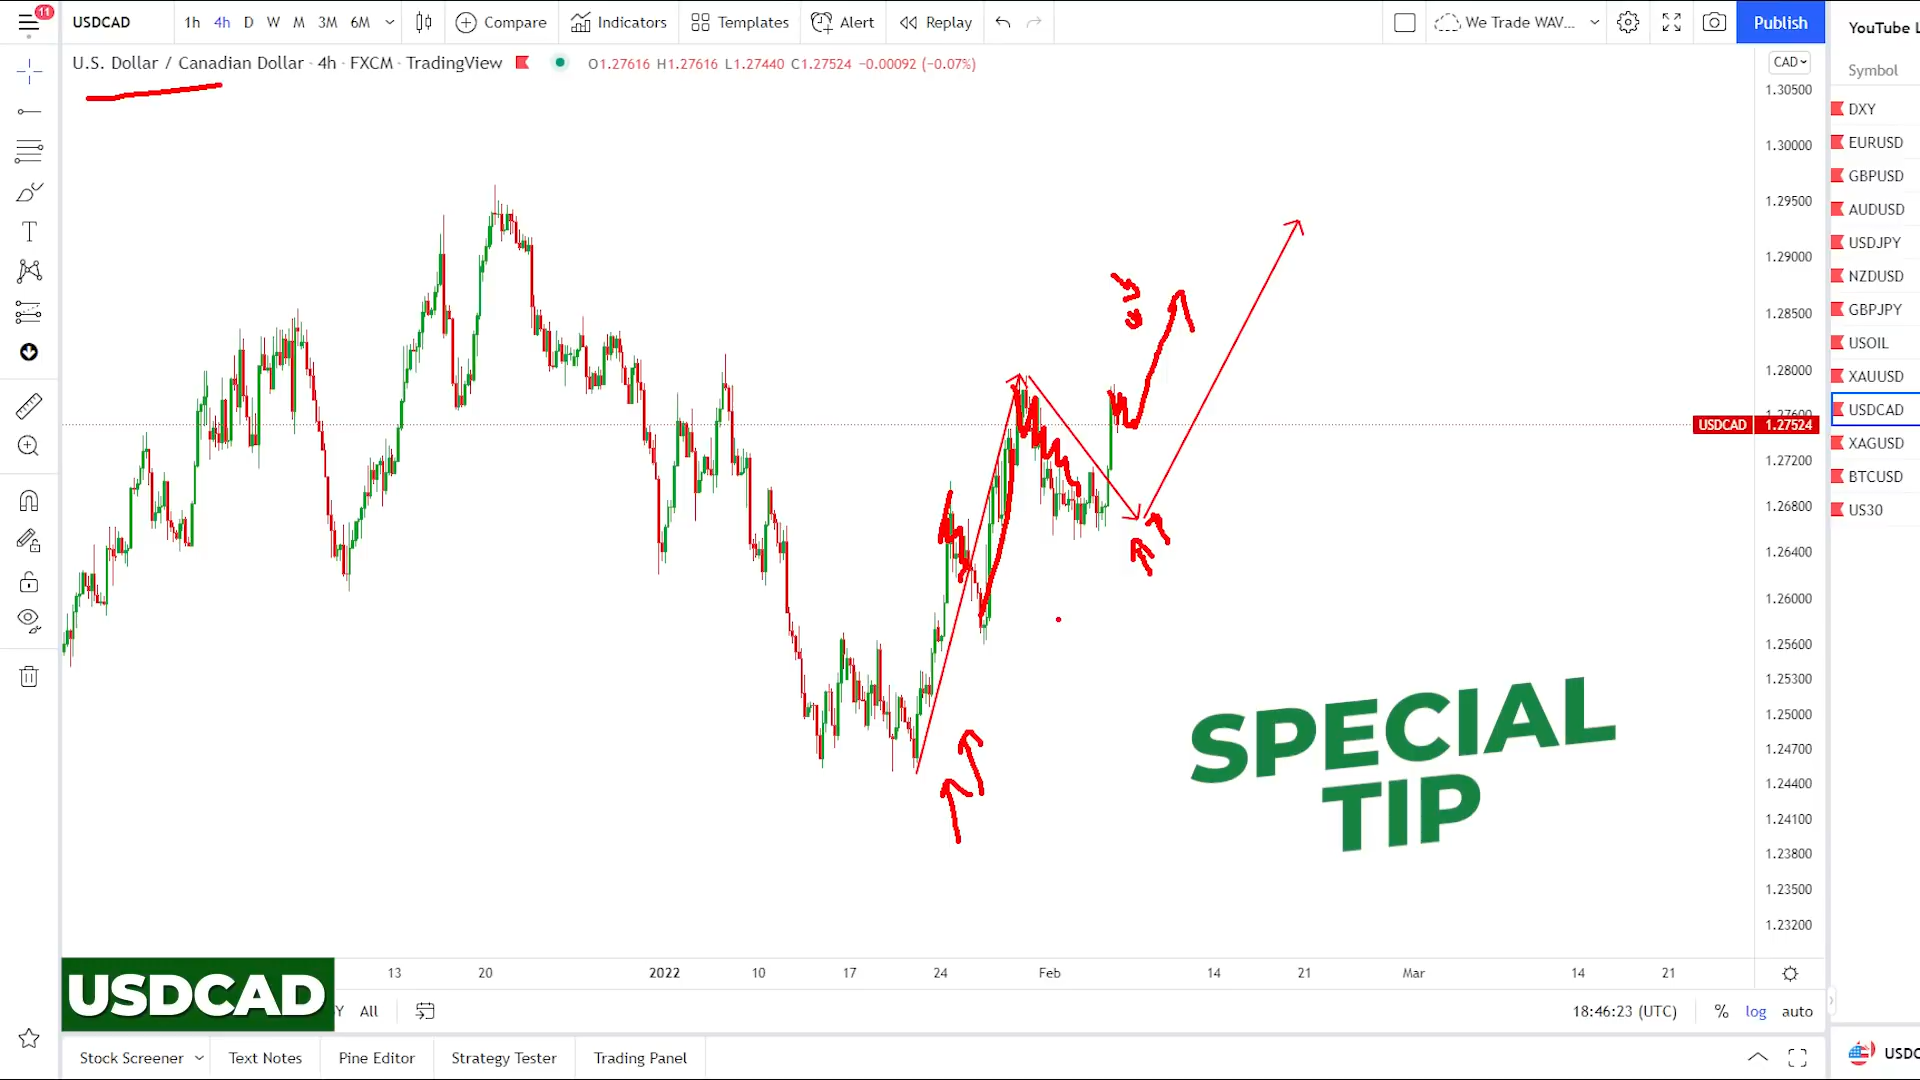 11
USDCAD
1h 4h D W M 3M 6M
Compare
Indicators
Templates
Alert
Replay
We Trade WAV...
Publish
YouTube L
U.S. Dollar / Canadian Dollar · 4h · FXCM · TradingView
O1.27616 H1.27616 L1.27440 C1.27524 −0.00092 (−0.07%)
CAD
Symbol
1.30500
1.30000
1.29500
1.29000
1.28500
1.28000
1.27600
USDCAD 1.27524
1.27200
1.26800
1.26400
1.26000
1.25600
1.25300
1.25000
1.24700
1.24400
1.24100
1.23800
1.23500
1.23200
DXY
EURUSD
GBPUSD
AUDUSD
USDJPY
NZDUSD
GBPJPY
USOIL
XAUUSD
USDCAD
XAGUSD
BTCUSD
US30
SPECIAL
TIP
13 20 2022 10 17 24 Feb 14 21 Mar 14 21
USDCAD
Y All
18:46:23 (UTC) % log auto
Stock Screener
Text Notes
Pine Editor
Strategy Tester
Trading Panel
USDC